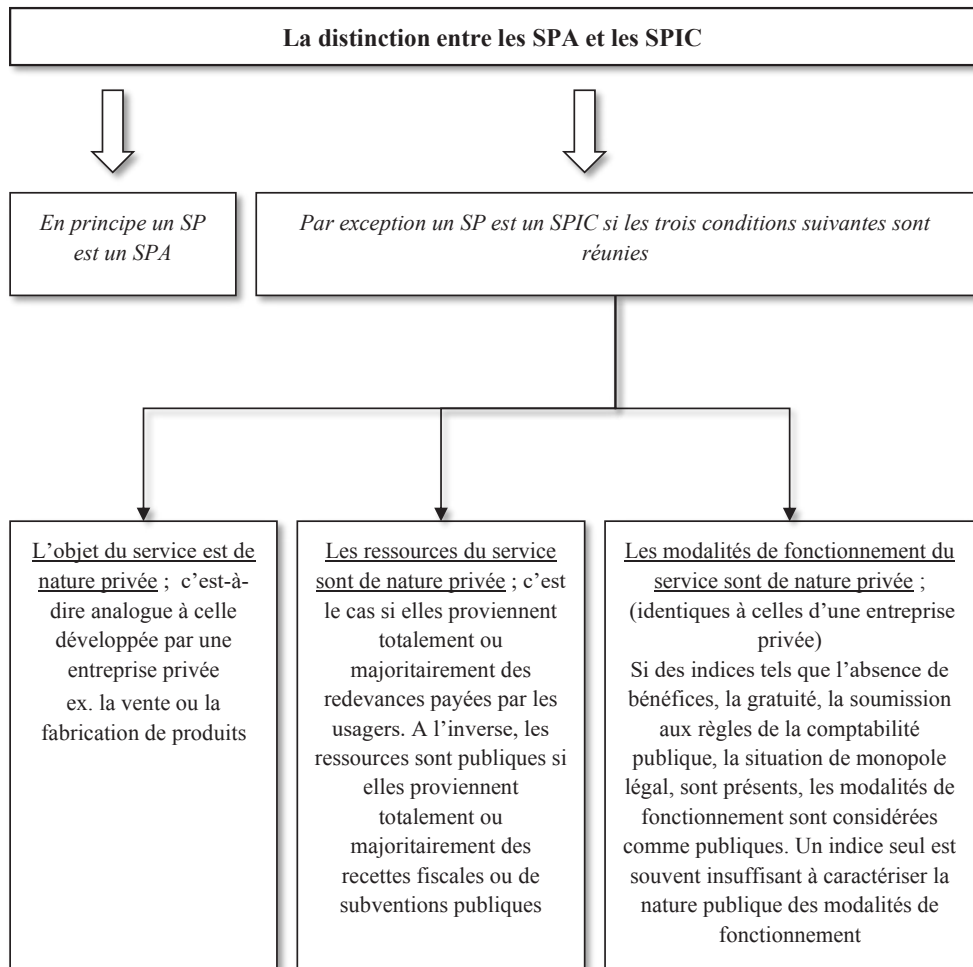 La distinction entre les SPA et les SPIC
En principe un SP
est un SPA
Par exception un SP est un SPIC si les trois conditions suivantes sont
réunies
L’objet du service est de
nature privée ; c’est-à-
dire analogue à celle
développée par une
entreprise privée
ex. la vente ou la
fabrication de produits
Les ressources du service
sont de nature privée ; c’est
le cas si elles proviennent
totalement ou
majoritairement des
redevances payées par les
usagers. A l’inverse, les
ressources sont publiques si
elles proviennent
totalement ou
majoritairement des
recettes fiscales ou de
subventions publiques
Les modalités de fonctionnement du
service sont de nature privée ;
(identiques à celles d’une entreprise
privée)
Si des indices tels que l’absence de
bénéfices, la gratuité, la soumission
aux règles de la comptabilité
publique, la situation de monopole
légal, sont présents, les modalités de
fonctionnement sont considérées
comme publiques. Un indice seul est
souvent insuffisant à caractériser la
nature publique des modalités de
fonctionnement